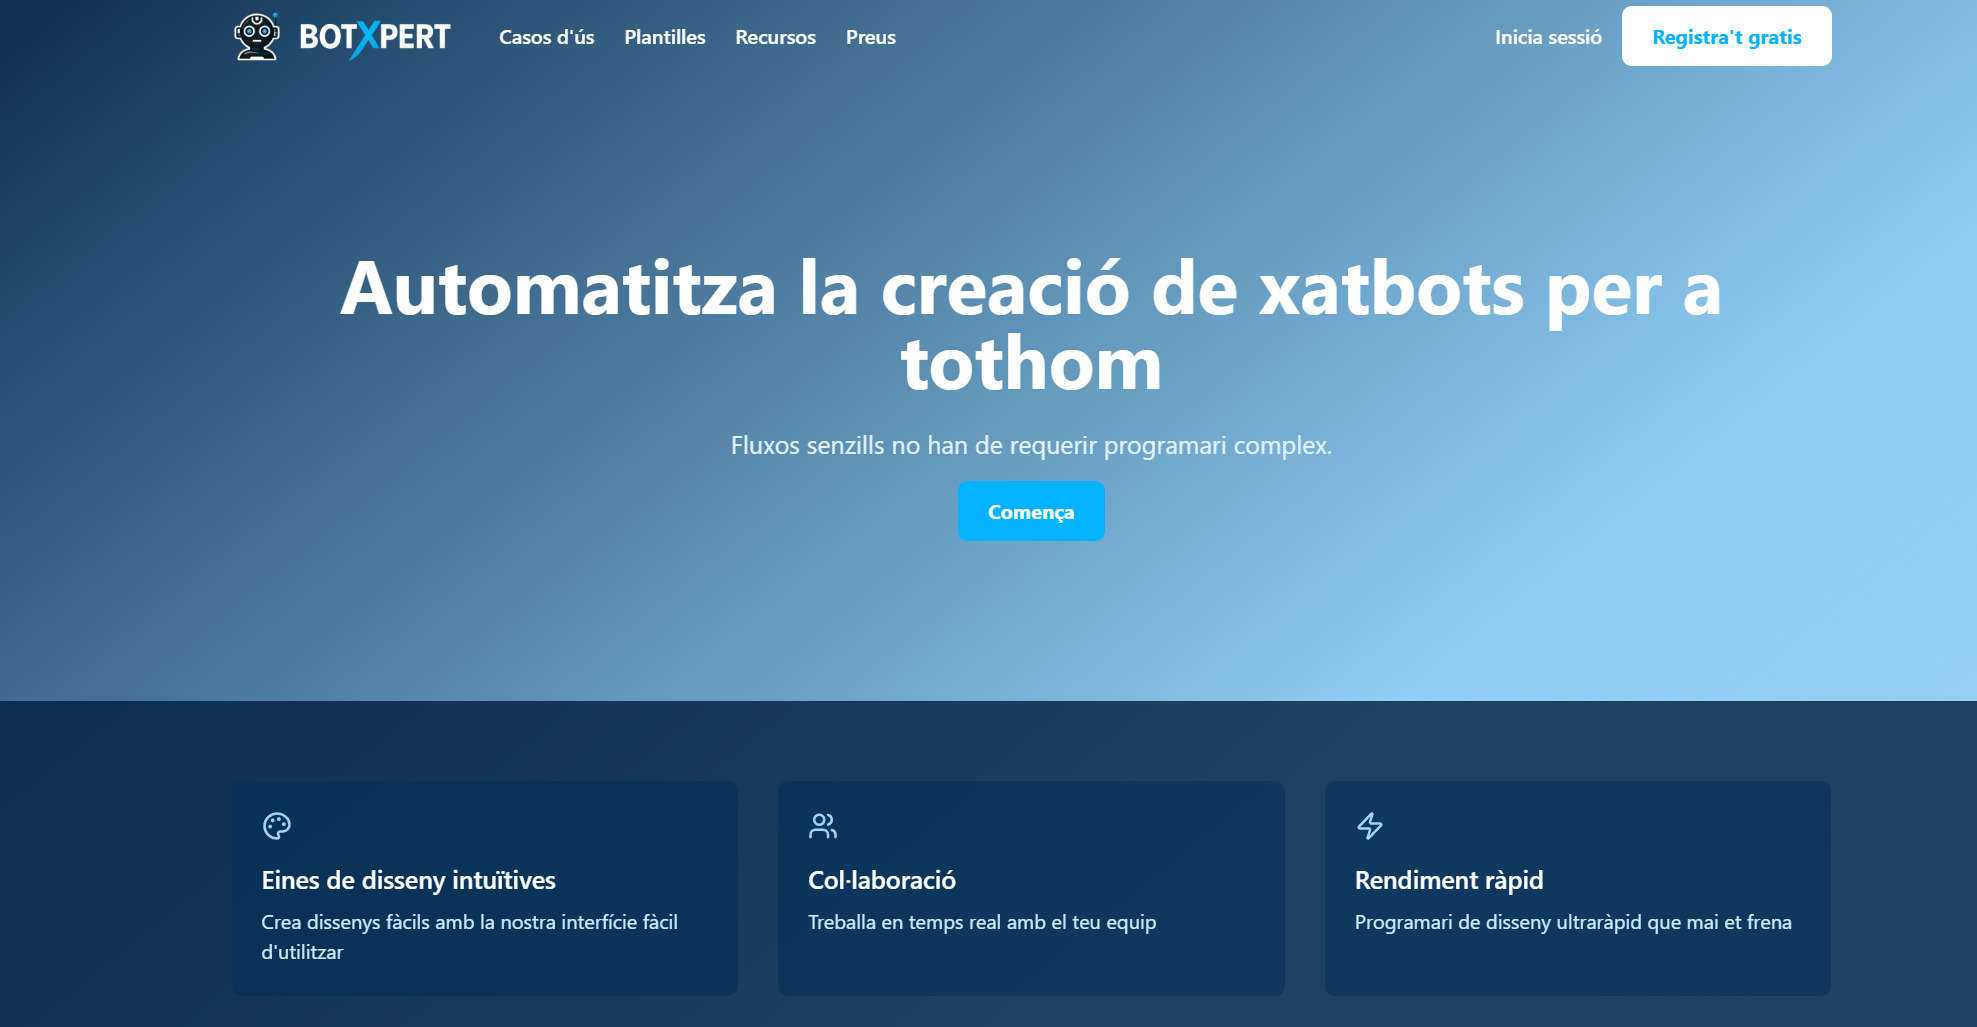 BOTXPERT
Casos d'ús
Plantilles
Recursos
Preus
Inicia sessió
Registra't gratis
Automatitza la creació de xatbots per a
tothom
Fluxos senzills no han de requerir programari complex.
Comença
Eines de disseny intuïtives
Crea dissenys fàcils amb la nostra interfície fàcil
d'utilitzar
Col·laboració
Treballa en temps real amb el teu equip
Rendiment ràpid
Programari de disseny ultraràpid que mai et frena